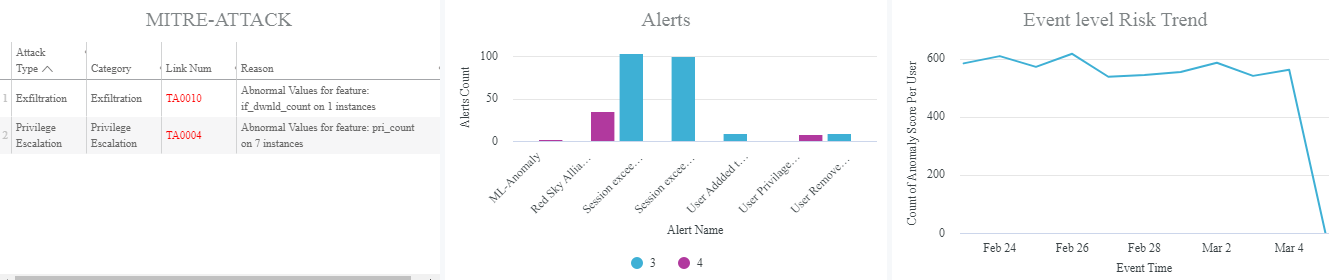 MITRE-ATTACK
Attack
Type Category Link Num Reason
1 Exfiltration Exfiltration TA0010 Abnormal Values for feature:
if_dwnld_count on 1 instances
2 Privilege Privilege TA0004 Abnormal Values for feature: pri_count
Escalation Escalation on 7 instances
Alerts
Alerts Count
100
50
0
ML-Anomaly
Red Sky Allia…
Session excee…
Session excee…
User Addded t…
User Privilage…
User Remove…
Alert Name
3 4
Event level Risk Trend
Count of Anomaly Score Per User
600
400
200
0
Feb 24 Feb 26 Feb 28 Mar 2 Mar 4
Event Time